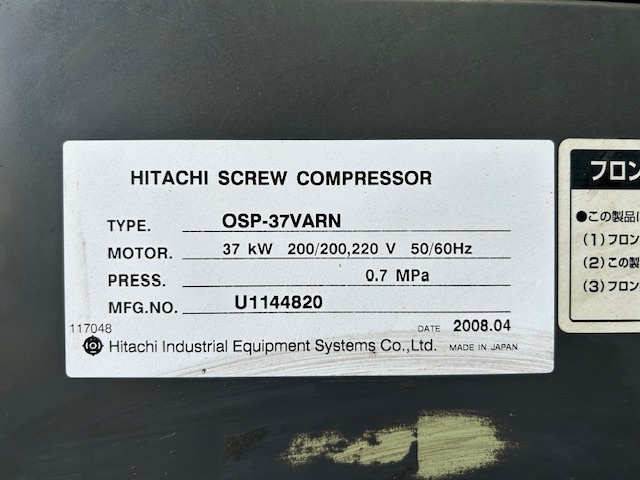 HITACHI SCREW COMPRESSOR
TYPE. OSP-37VARN
MOTOR. 37 kW 200/200,220 V 50/60Hz
PRESS. 0.7 MPa
MFG.NO. U1144820
117048 DATE 2008.04
Hitachi Industrial Equipment Systems Co.,Ltd. MADE IN JAPAN
フロン
●この製品
(1)フロン
(2)この製
(3)フロン